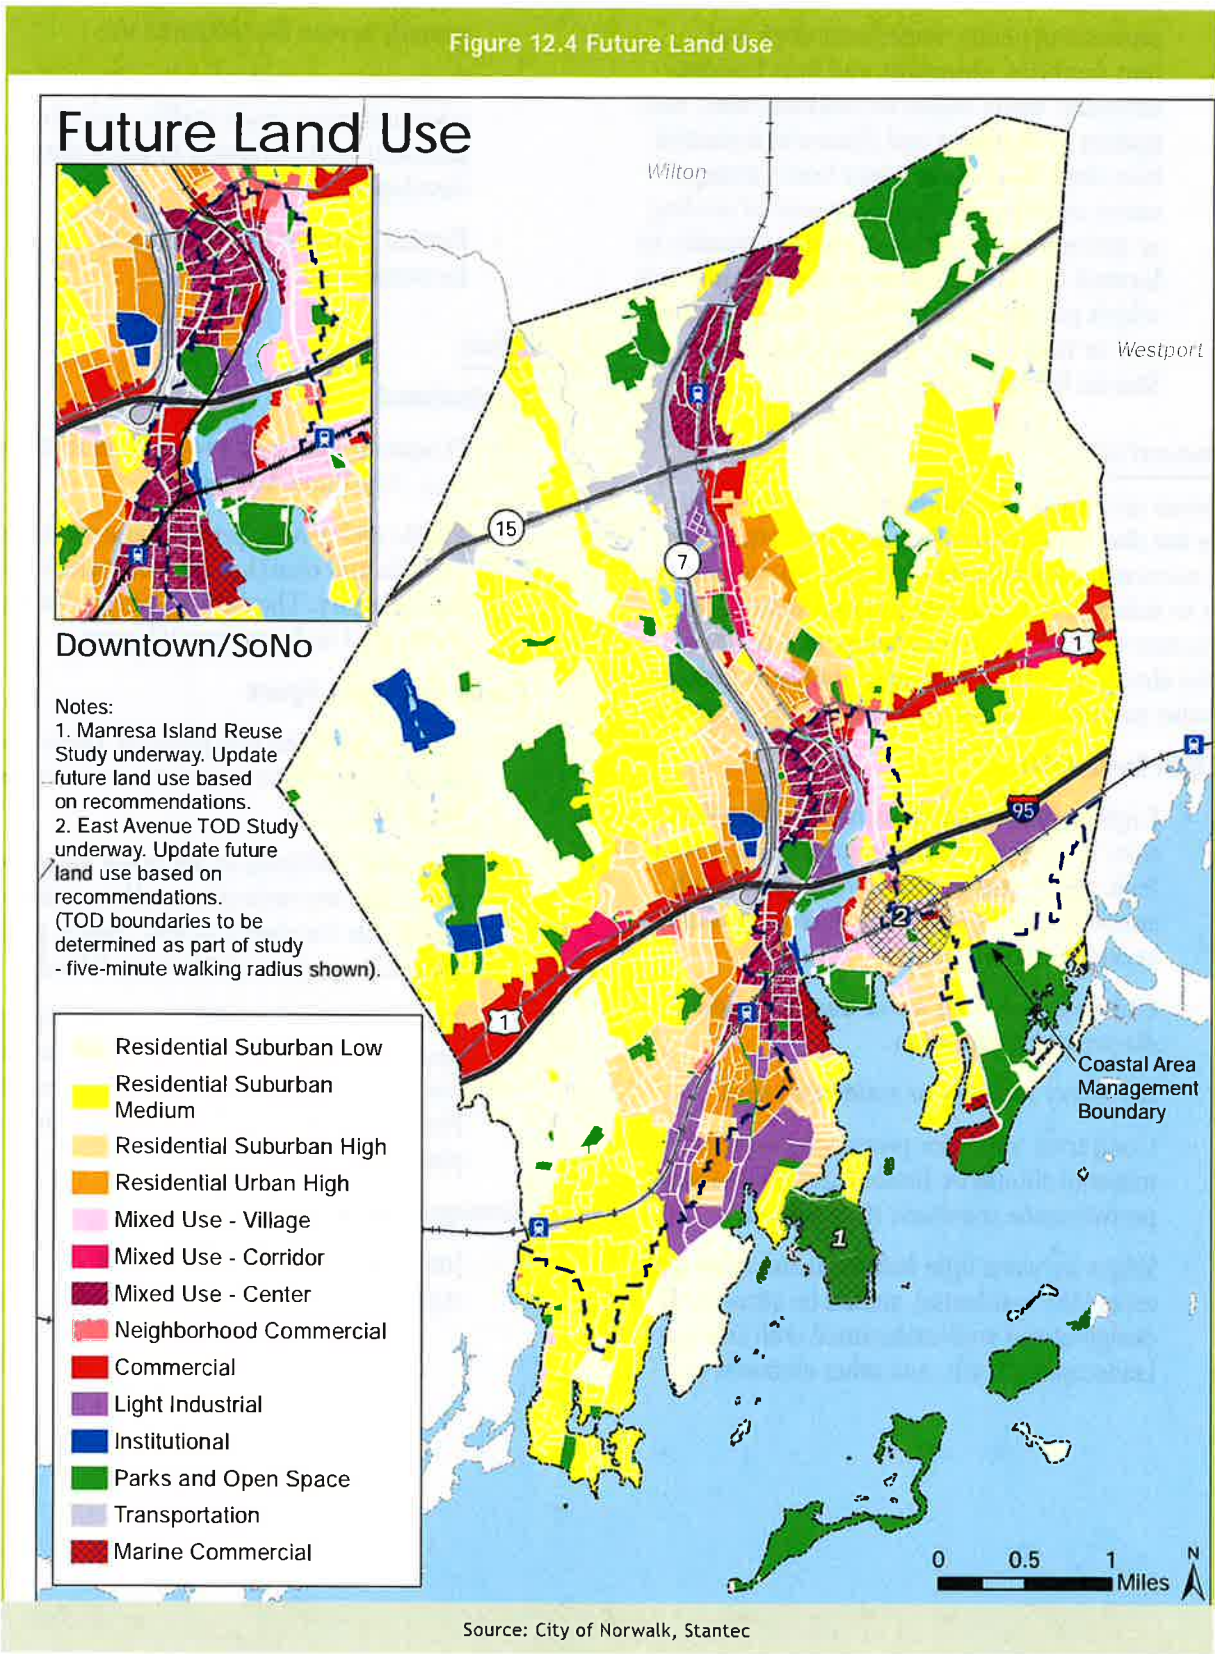 Figure 12.4 Future Land Use
Future Land Use
Wilton
Westport
15
7
1
95
2
1
1
Downtown/SoNo
Notes:
1. Manresa Island Reuse
Study underway. Update
future land use based
on recommendations.
2. East Avenue TOD Study
underway. Update future
land use based on
recommendations.
(TOD boundaries to be
determined as part of study
- five-minute walking radius shown).
Coastal Area
Management
Boundary
Residential Suburban Low
Residential Suburban
Medium
Residential Suburban High
Residential Urban High
Mixed Use - Village
Mixed Use - Corridor
Mixed Use - Center
Neighborhood Commercial
Commercial
Light Industrial
Institutional
Parks and Open Space
Transportation
Marine Commercial
0 0.5 1
Miles
N
Source: City of Norwalk, Stantec